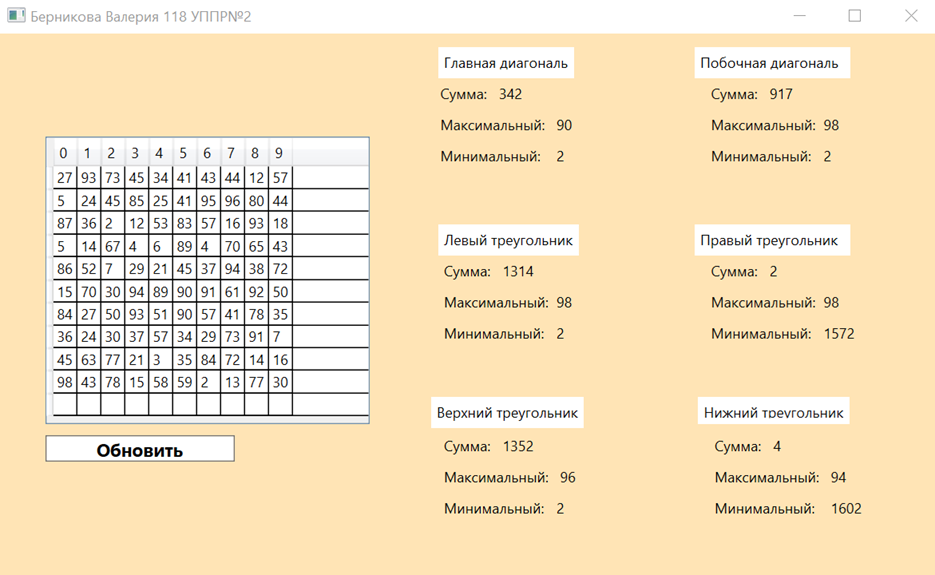 Берникова Валерия 118 УППР№2
0 1 2 3 4 5 6 7 8 9
27 93 73 45 34 41 43 44 12 57
5 24 45 85 25 41 95 96 80 44
87 36 2 12 53 83 57 16 93 18
5 14 67 4 6 89 4 70 65 43
86 52 7 29 21 45 37 94 38 72
15 70 30 94 89 90 91 61 92 50
84 27 50 93 51 90 57 41 78 35
36 24 30 37 57 34 29 73 91 7
45 63 77 21 3 35 84 72 14 16
98 43 78 15 58 59 2 13 77 30
Обновить
Главная диагональ
Сумма: 342
Максимальный: 90
Минимальный: 2
Побочная диагональ
Сумма: 917
Максимальный: 98
Минимальный: 2
Левый треугольник
Сумма: 1314
Максимальный: 98
Минимальный: 2
Правый треугольник
Сумма: 2
Максимальный: 98
Минимальный: 1572
Верхний треугольник
Сумма: 1352
Максимальный: 96
Минимальный: 2
Нижний треугольник
Сумма: 4
Максимальный: 94
Минимальный: 1602